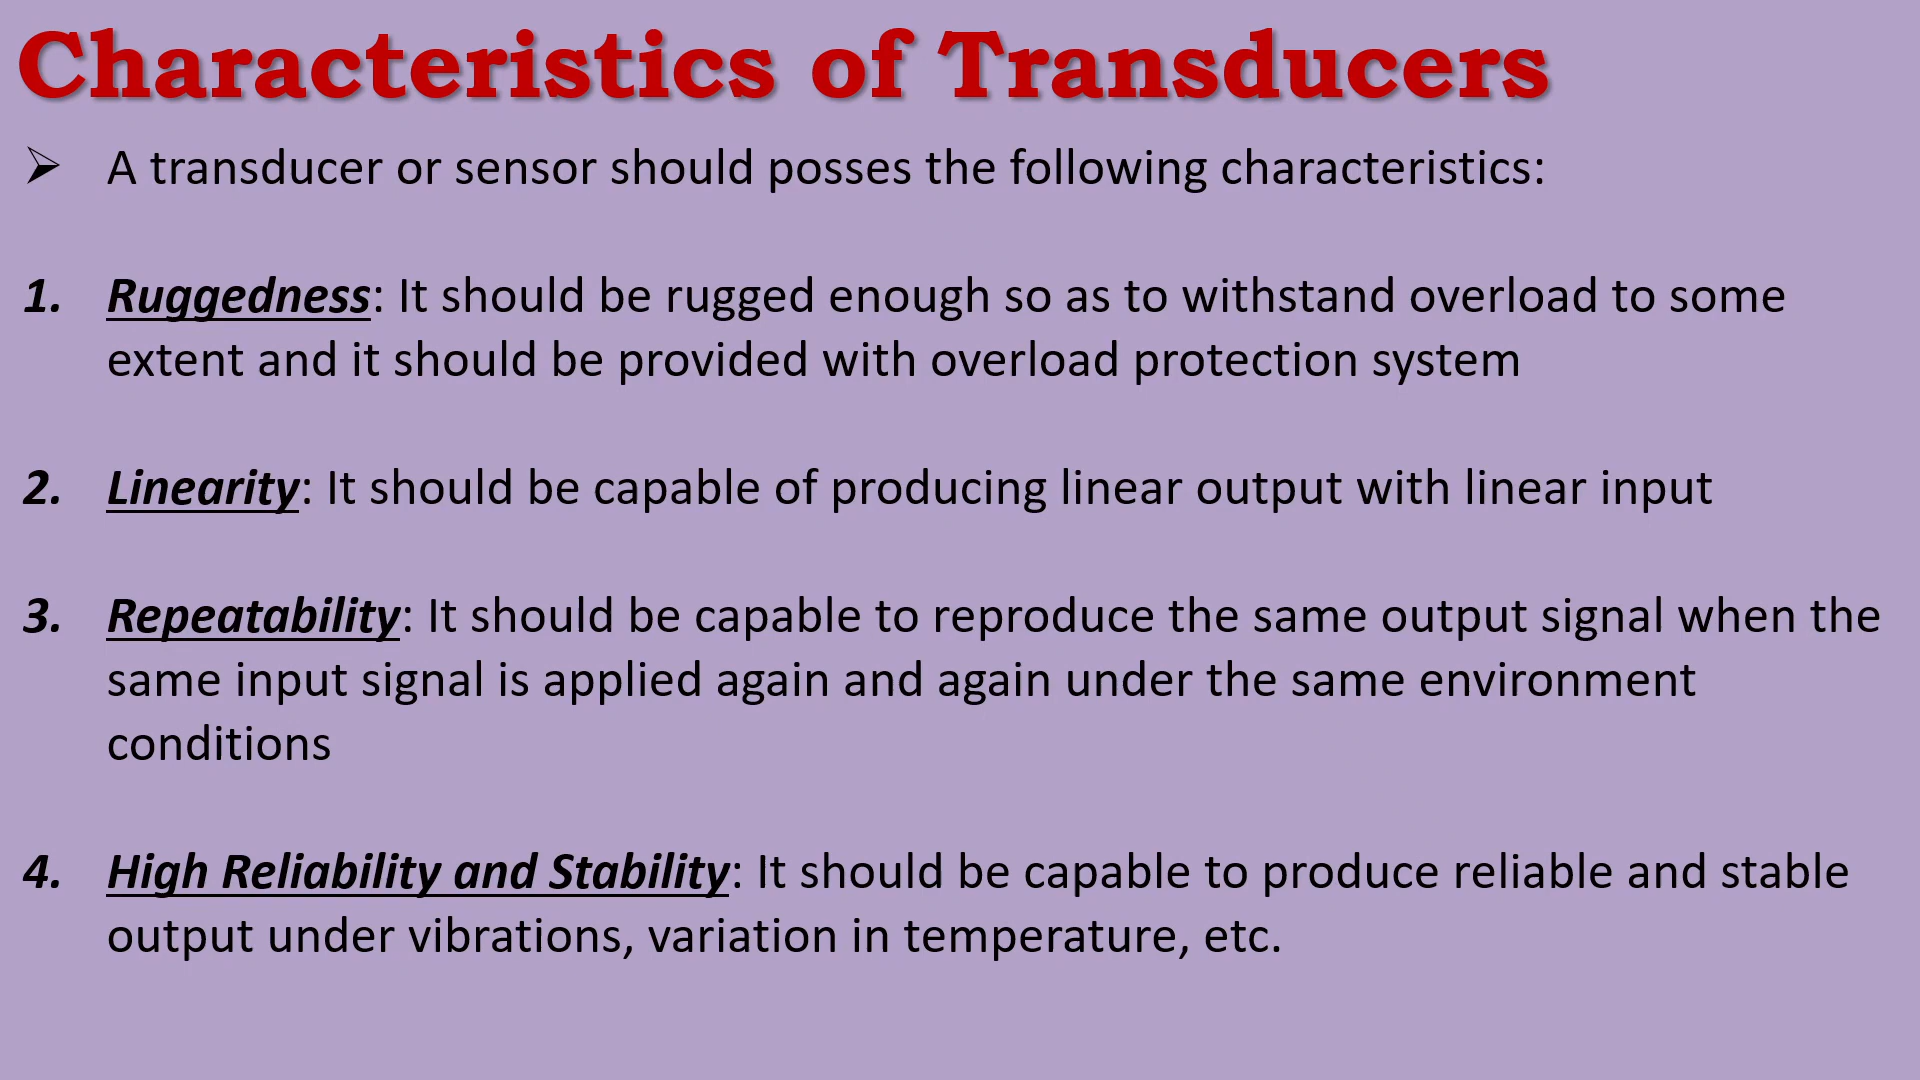 Characteristics of Transducers
➢ A transducer or sensor should posses the following characteristics:
1. Ruggedness: It should be rugged enough so as to withstand overload to some
extent and it should be provided with overload protection system
2. Linearity: It should be capable of producing linear output with linear input
3. Repeatability: It should be capable to reproduce the same output signal when the
same input signal is applied again and again under the same environment
conditions
4. High Reliability and Stability: It should be capable to produce reliable and stable
output under vibrations, variation in temperature, etc.